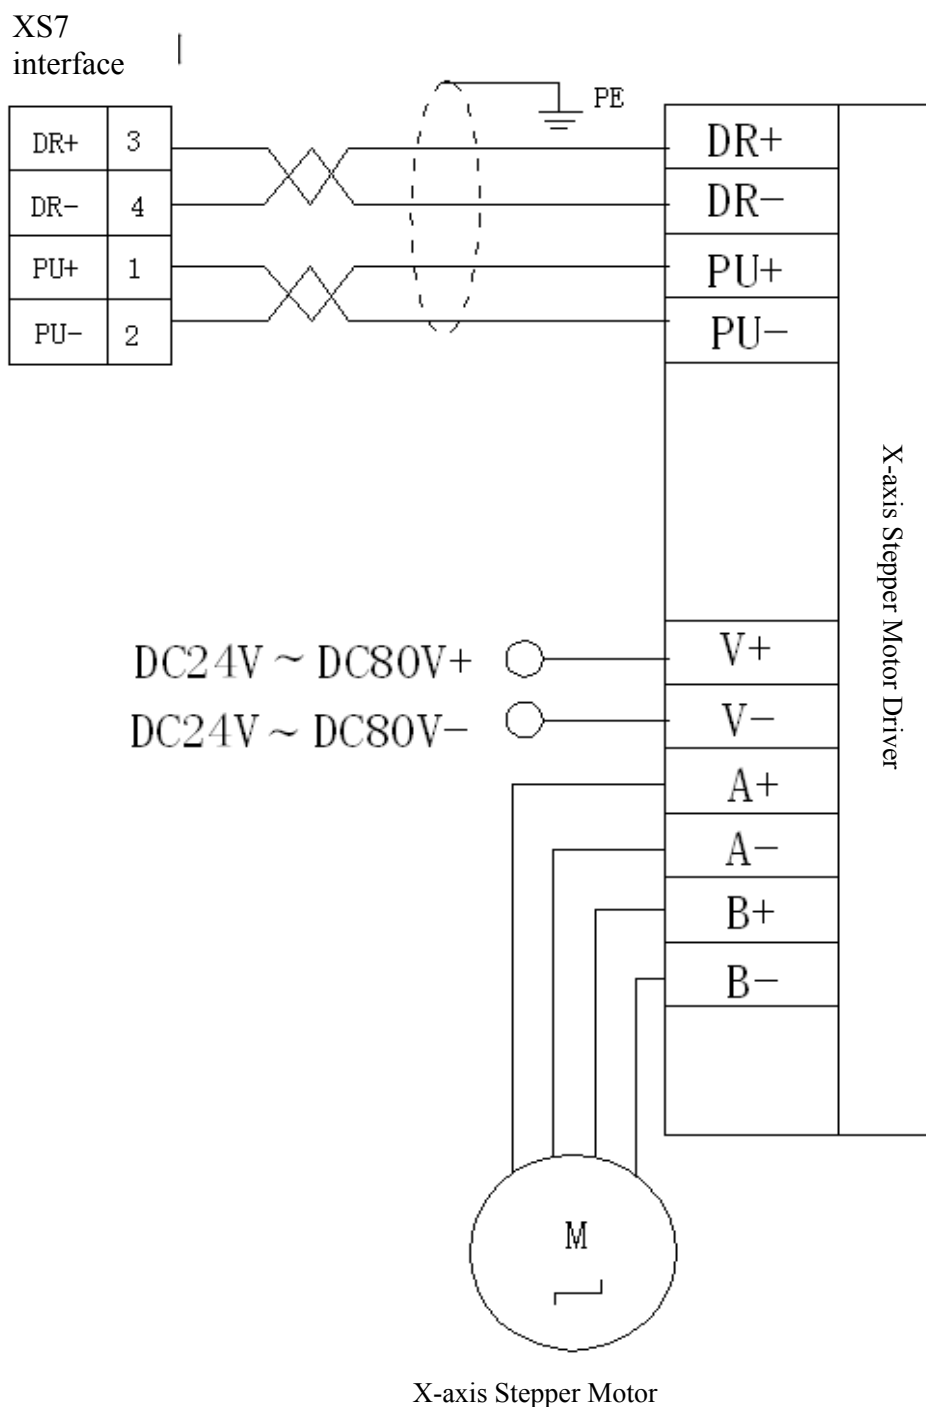 XS7
interface
PE
DR+ 3
DR- 4
PU+ 1
PU- 2
DR+
DR-
PU+
PU-
X-axis Stepper Motor Driver
DC24V ~ DC80V+
DC24V ~ DC80V-
V+
V-
A+
A-
B+
B-
M
X-axis Stepper Motor